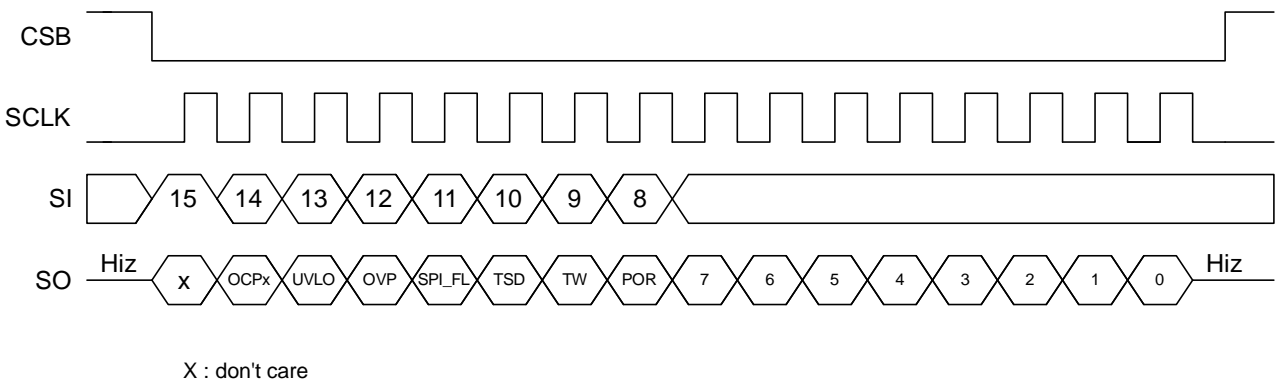 CSB
SCLK
SI 15 14 13 12 11 10 9 8
SO Hiz x OCPx UVLO OVP SPI_FL TSD TW POR 7 6 5 4 3 2 1 0 Hiz
X : don't care